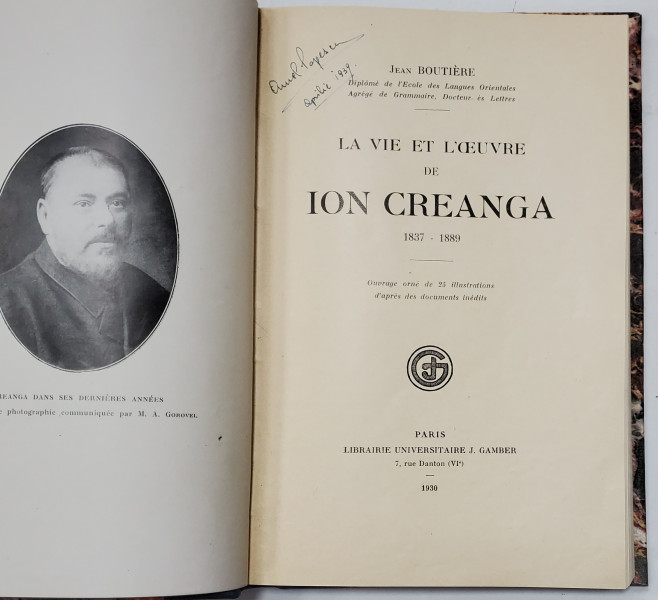 REANGA DANS SES DERNIÈRES ANNÉES
photographie communiquée par M. A. GOROVEI.
aprilie 1939.
JEAN BOUTIÈRE
Diplômé de l'Ecole des Langues Orientales
Agrégé de Grammaire, Docteur ès Lettres
LA VIE ET L'ŒUVRE
DE
ION CREANGA
1837 - 1889
Ouvrage orné de 25 illustrations
d'après des documents inédits
PARIS
LIBRAIRIE UNIVERSITAIRE J. GAMBER
7, rue Danton (VIᵉ)
1930